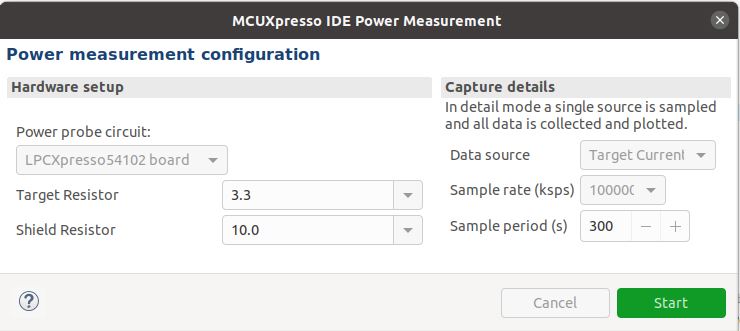 MCUXpresso IDE Power Measurement
Power measurement configuration
Hardware setup
Power probe circuit:
LPCXpresso54102 board
Target Resistor 3.3
Shield Resistor 10.0
Capture details
In detail mode a single source is sampled
and all data is collected and plotted.
Data source Target Current
Sample rate (ksps) 100000
Sample period (s) 300 − +
?
Cancel Start